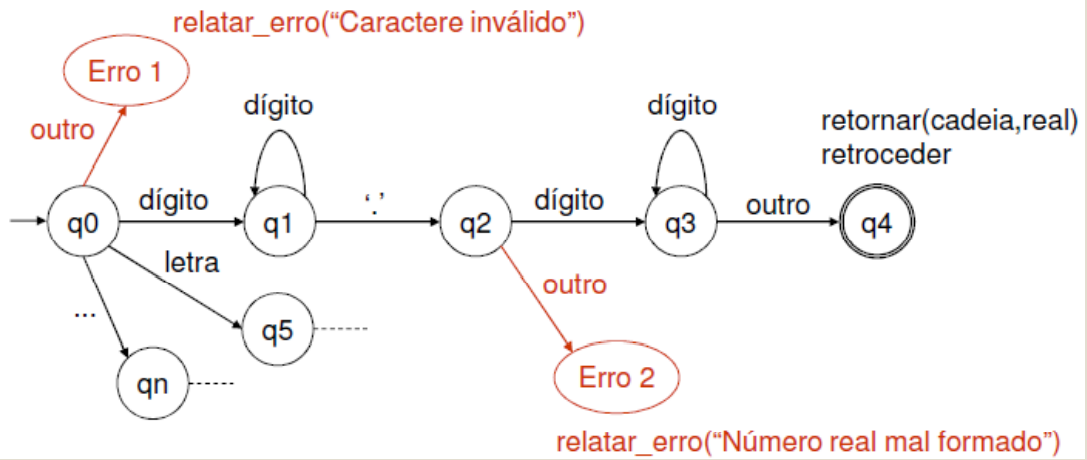 relatar_erro(“Caractere inválido”)
Erro 1
outro
dígito
dígito
retornar(cadeia,real)
retroceder
q0
dígito
q1
‘.’
q2
dígito
q3
outro
q4
letra
...
q5
outro
qn
Erro 2
relatar_erro(“Número real mal formado”)